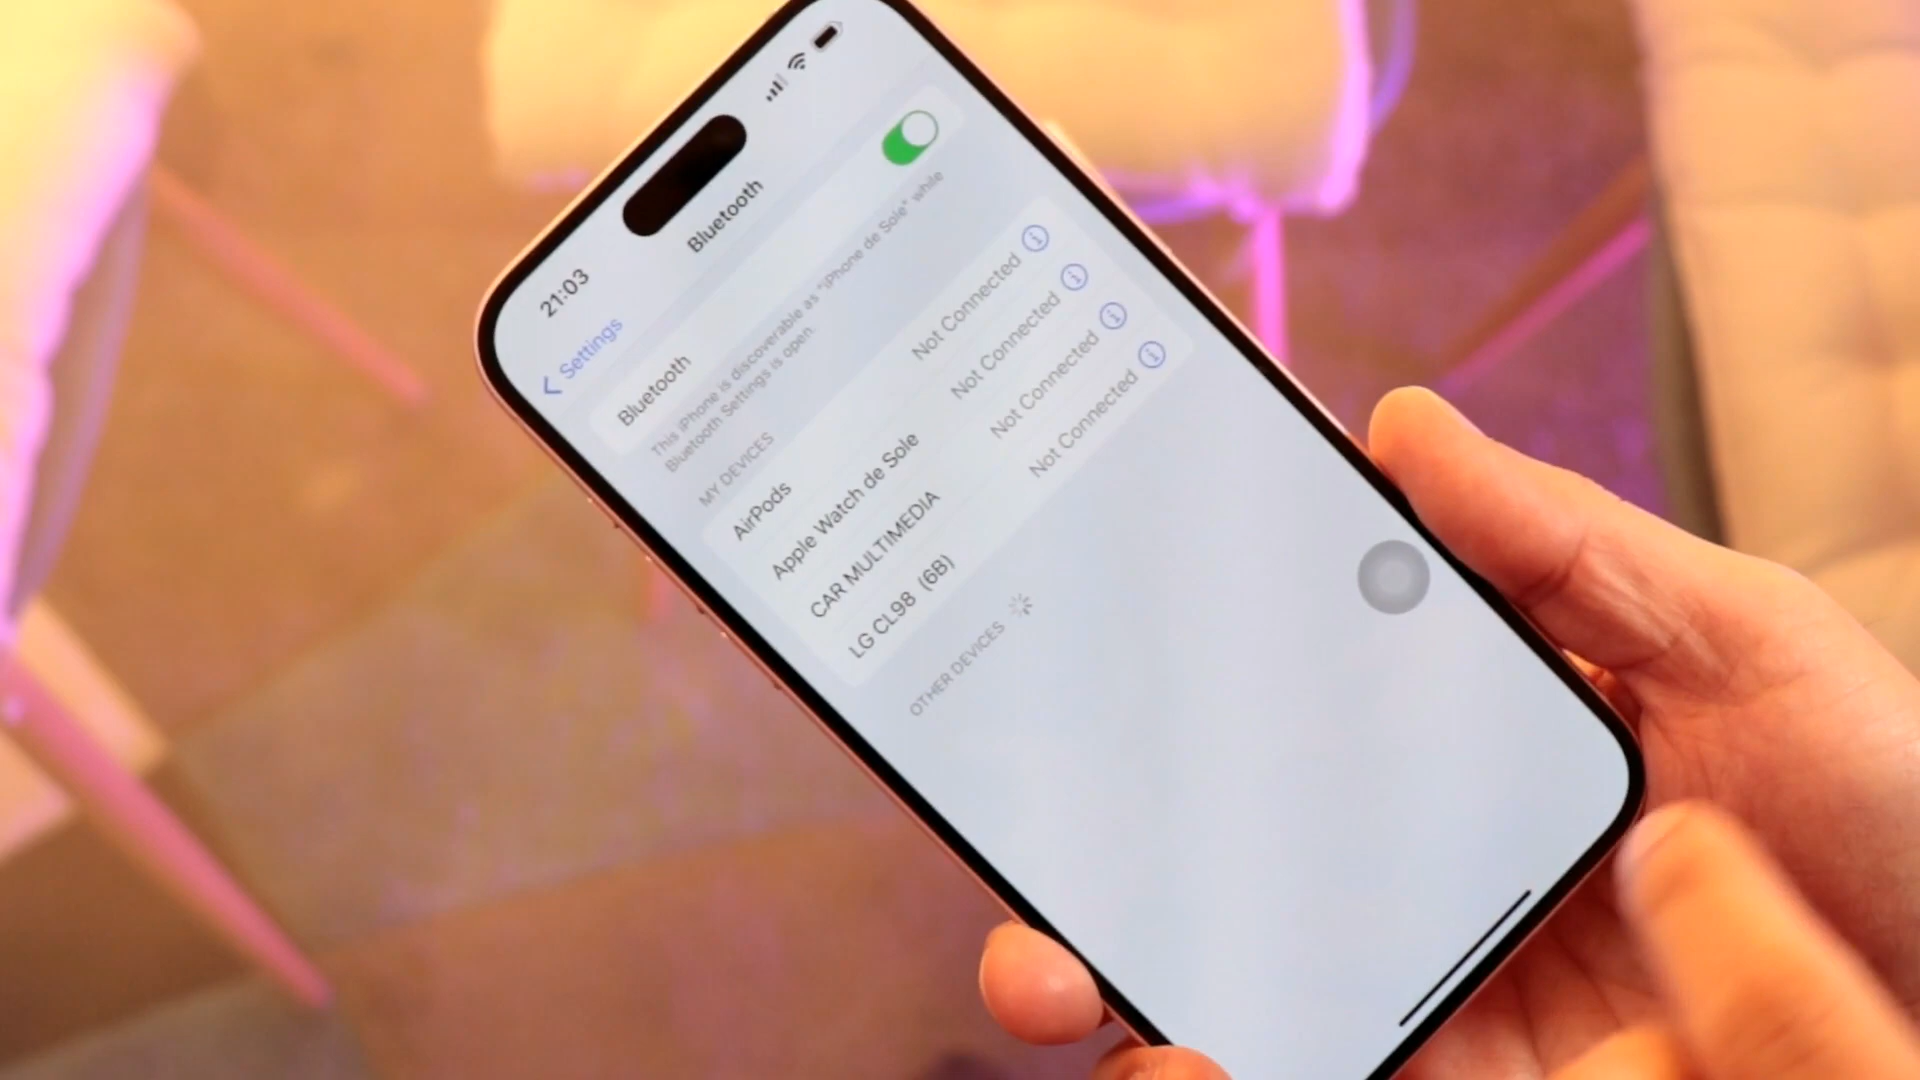 21:03
Settings
Bluetooth
Bluetooth
This iPhone is discoverable as "iPhone de Sole" while
Bluetooth Settings is open.
MY DEVICES
AirPods Not Connected
Apple Watch de Sole Not Connected
CAR MULTIMEDIA Not Connected
LG CL98 (6B) Not Connected
OTHER DEVICES